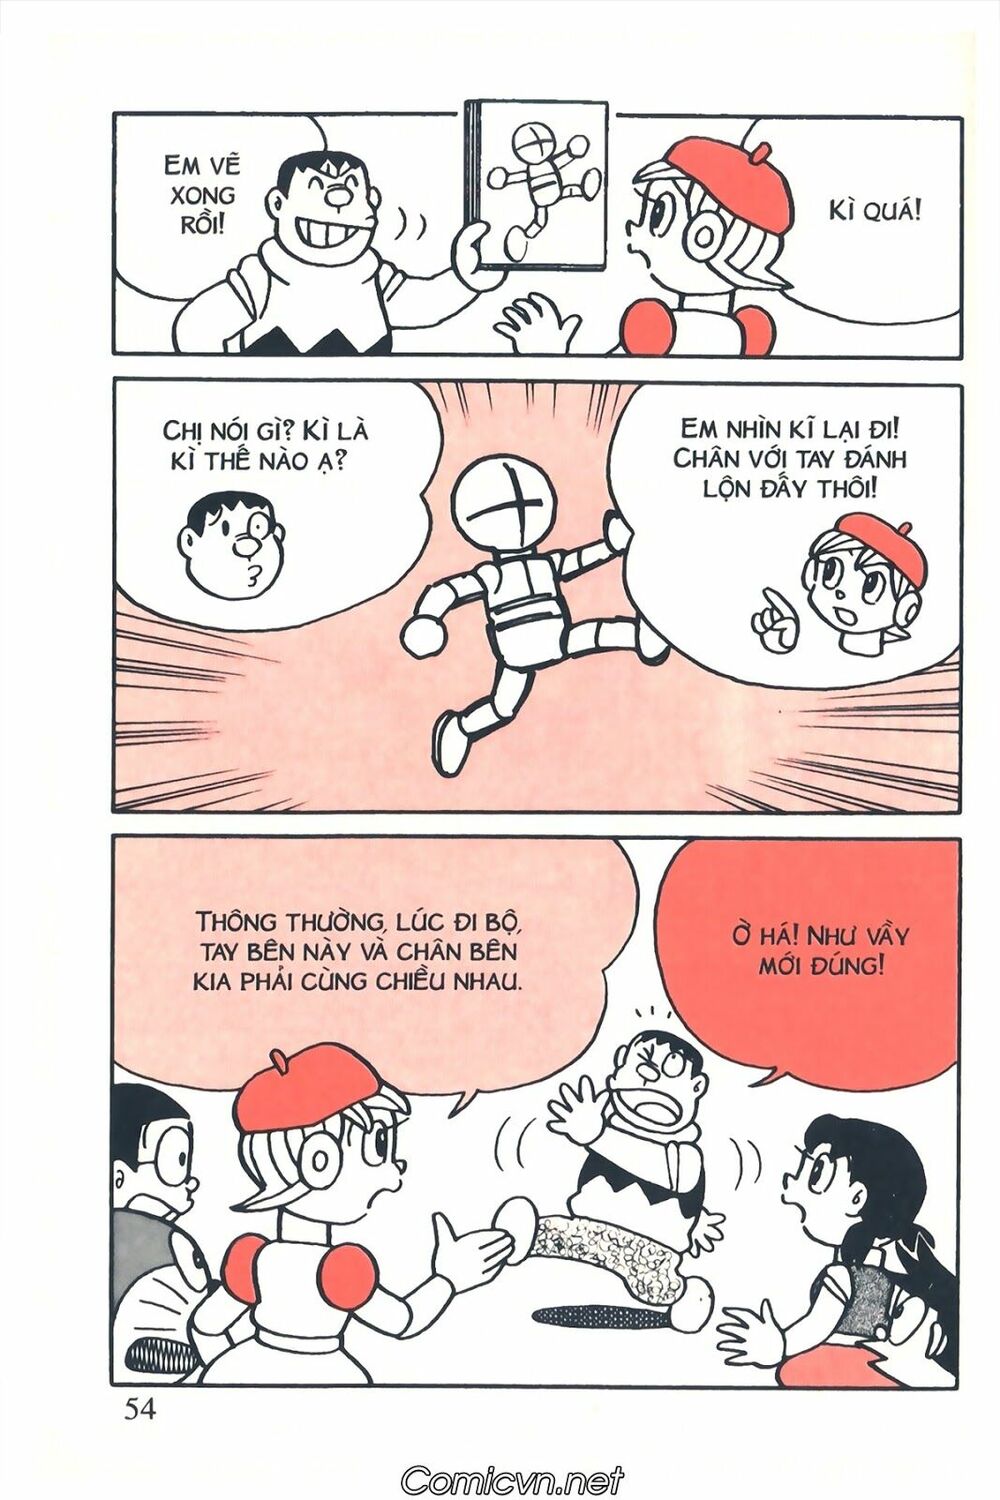 EM VẼ
XONG
RỒI!
KÌ QUÁ!
CHỊ NÓI GÌ? KÌ LÀ
KÌ THẾ NÀO Ạ?
EM NHÌN KĨ LẠI ĐI!
CHÂN VỚI TAY ĐÁNH
LỘN ĐẤY THÔI!
THÔNG THƯỜNG, LÚC ĐI BỘ,
TAY BÊN NÀY VÀ CHÂN BÊN
KIA PHẢI CÙNG CHIỀU NHAU.
Ờ HÁ! NHƯ VẦY
MỚI ĐÚNG!
54
Comicvn.net